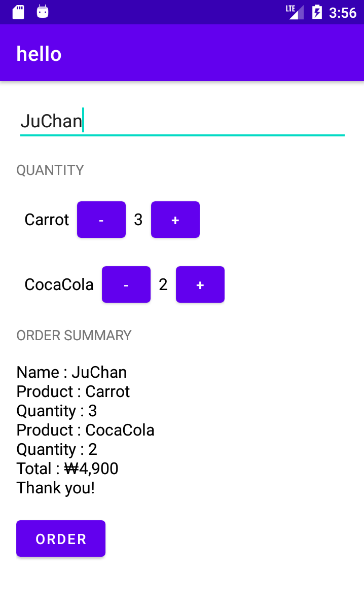 LTE 3:56
hello
JuChan
QUANTITY
Carrot - 3 +
CocaCola - 2 +
ORDER SUMMARY
Name : JuChan
Product : Carrot
Quantity : 3
Product : CocaCola
Quantity : 2
Total : ₩4,900
Thank you!
ORDER